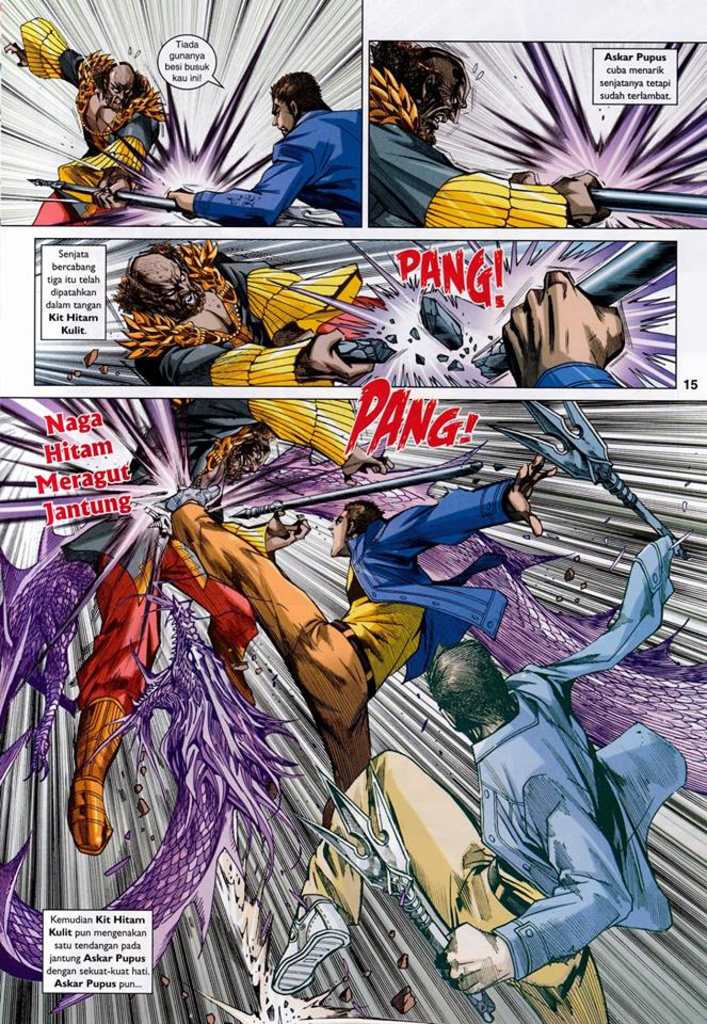 Tiada
gunanya
besi busuk
kau ini!
Askar Pupus
cuba menarik
senjatanya tetapi
sudah terlambat.
Senjata
bercabang
tiga itu telah
dipatahkan
dalam tangan
Kit Hitam
Kulit.
PANG!
15
Naga
Hitam
Meragut
Jantung
PANG!
Kemudian Kit Hitam
Kulit pun mengenakan
satu tendangan pada
jantung Askar Pupus
dengan sekuat-kuat hati.
Askar Pupus pun...